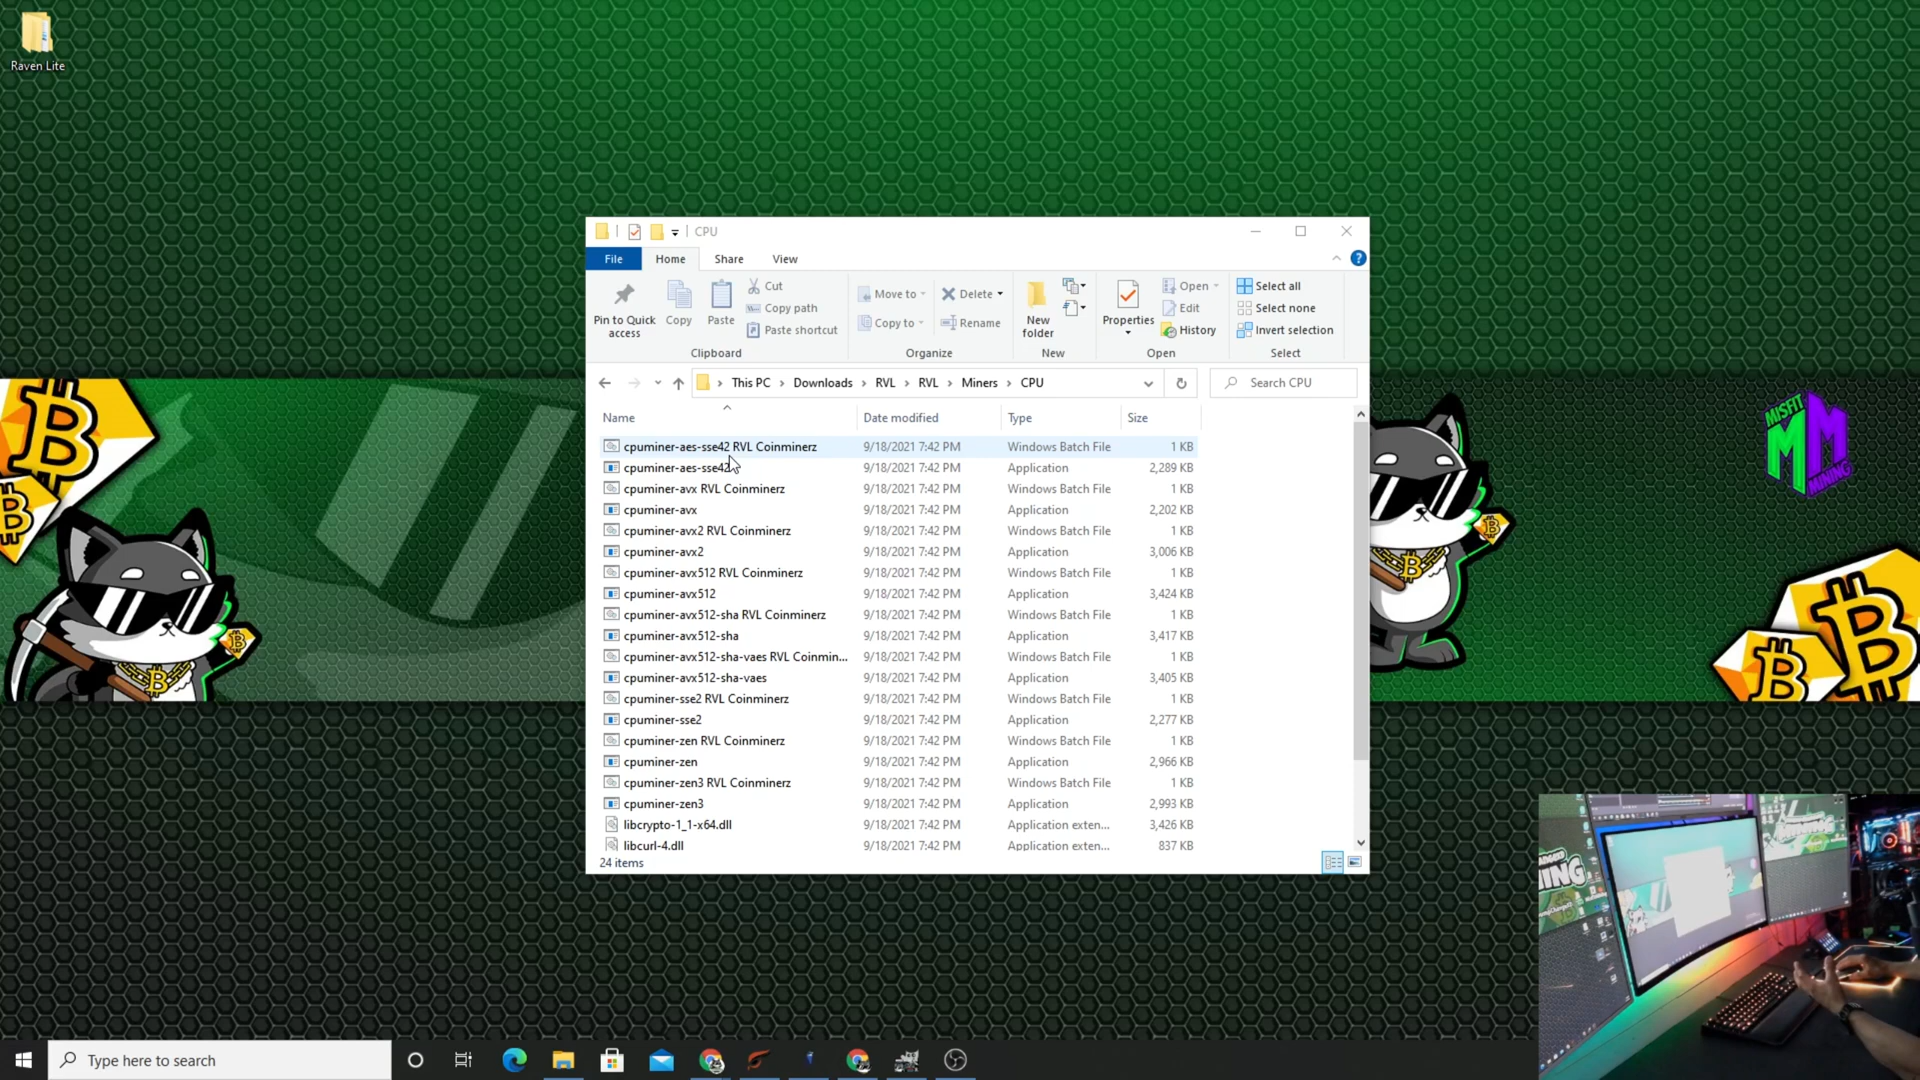 Raven Lite
CPU
File Home Share View
Pin to Quick access
Copy
Paste
Cut
Copy path
Paste shortcut
Clipboard
Move to
Copy to
Delete
Rename
Organize
New folder
New
Properties
Open
Edit
History
Open
Select all
Select none
Invert selection
Select
This PC > Downloads > RVL > RVL > Miners > CPU
Search CPU
Name Date modified Type Size
cpuminer-aes-sse42 RVL Coinminerz 9/18/2021 7:42 PM Windows Batch File 1 KB
cpuminer-aes-sse42 9/18/2021 7:42 PM Application 2,289 KB
cpuminer-avx RVL Coinminerz 9/18/2021 7:42 PM Windows Batch File 1 KB
cpuminer-avx 9/18/2021 7:42 PM Application 2,202 KB
cpuminer-avx2 RVL Coinminerz 9/18/2021 7:42 PM Windows Batch File 1 KB
cpuminer-avx2 9/18/2021 7:42 PM Application 3,006 KB
cpuminer-avx512 RVL Coinminerz 9/18/2021 7:42 PM Windows Batch File 1 KB
cpuminer-avx512 9/18/2021 7:42 PM Application 3,424 KB
cpuminer-avx512-sha RVL Coinminerz 9/18/2021 7:42 PM Windows Batch File 1 KB
cpuminer-avx512-sha 9/18/2021 7:42 PM Application 3,417 KB
cpuminer-avx512-sha-vaes RVL Coinmin... 9/18/2021 7:42 PM Windows Batch File 1 KB
cpuminer-avx512-sha-vaes 9/18/2021 7:42 PM Application 3,405 KB
cpuminer-sse2 RVL Coinminerz 9/18/2021 7:42 PM Windows Batch File 1 KB
cpuminer-sse2 9/18/2021 7:42 PM Application 2,277 KB
cpuminer-zen RVL Coinminerz 9/18/2021 7:42 PM Windows Batch File 1 KB
cpuminer-zen 9/18/2021 7:42 PM Application 2,966 KB
cpuminer-zen3 RVL Coinminerz 9/18/2021 7:42 PM Windows Batch File 1 KB
cpuminer-zen3 9/18/2021 7:42 PM Application 2,993 KB
libcrypto-1_1-x64.dll 9/18/2021 7:42 PM Application exten... 3,426 KB
libcurl-4.dll 9/18/2021 7:42 PM Application exten... 837 KB
24 items
MISFIT
MM
MINING
Type here to search